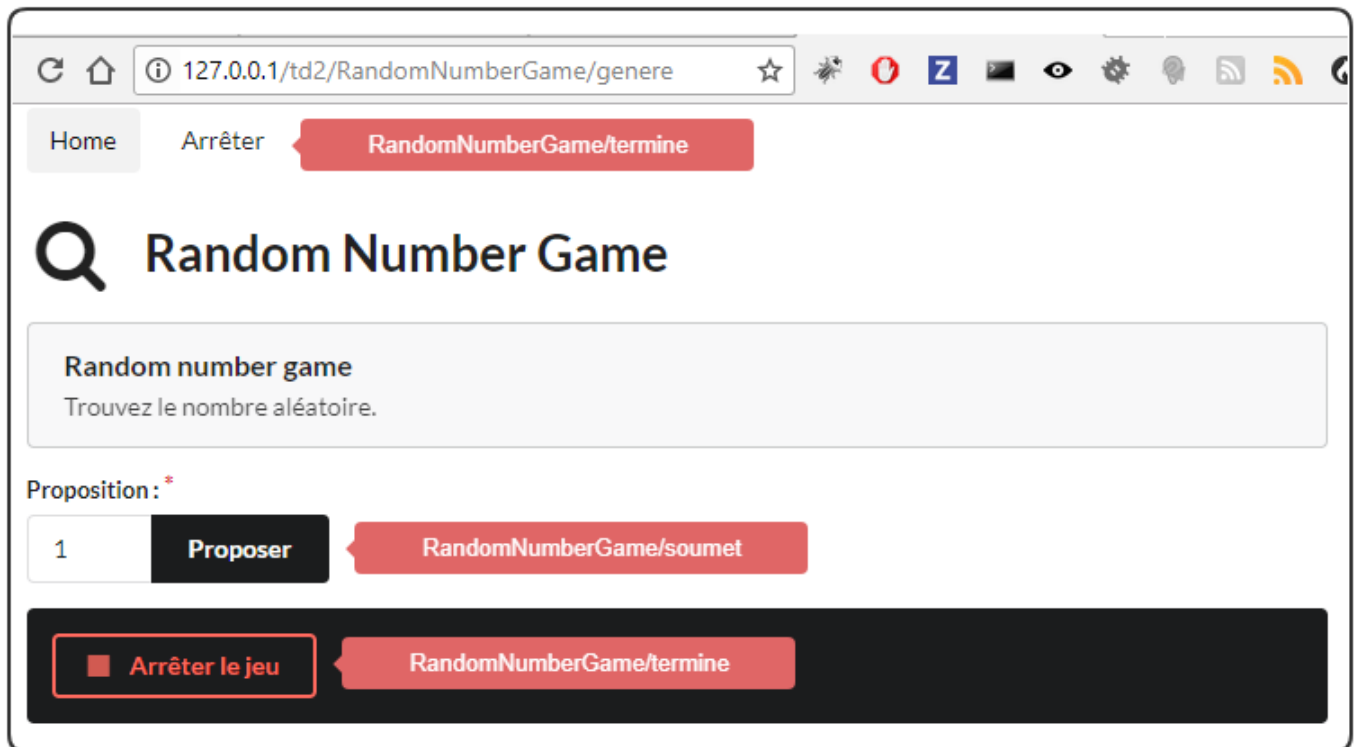 127.0.0.1/td2/RandomNumberGame/genere
Z
Home Arrêter RandomNumberGame/termine
Random Number Game
Random number game
Trouvez le nombre aléatoire.
Proposition : *
1 Proposer RandomNumberGame/soumet
Arrêter le jeu RandomNumberGame/termine